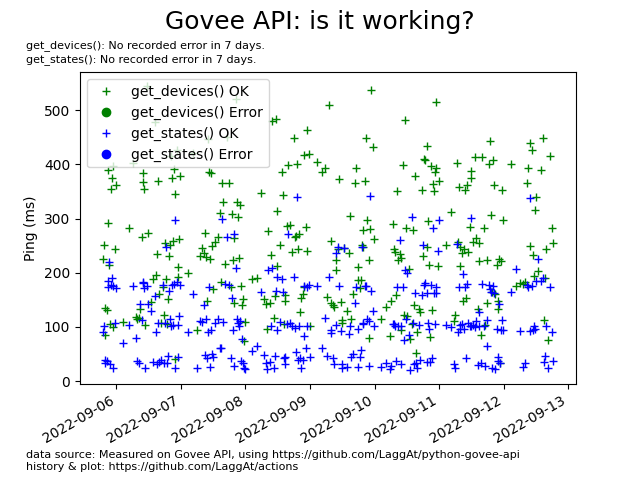 Govee API: is it working?
get_devices(): No recorded error in 7 days.
get_states(): No recorded error in 7 days.
get_devices() OK
get_devices() Error
get_states() OK
get_states() Error
Ping (ms)
500
400
300
200
100
0
2022-09-06
2022-09-07
2022-09-08
2022-09-09
2022-09-10
2022-09-11
2022-09-12
2022-09-13
data source: Measured on Govee API, using https://github.com/LaggAt/python-govee-api
history & plot: https://github.com/LaggAt/actions